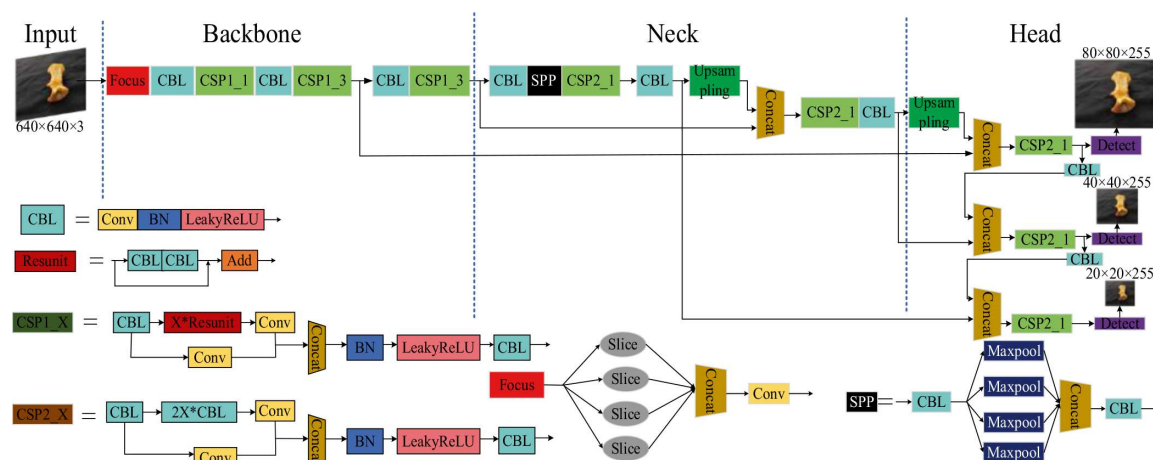 Input Backbone Neck Head
640×640×3
Focus CBL CSP1_1 CBL CSP1_3 CBL CSP1_3 CBL SPP CSP2_1 CBL Upsam
pling
Concat
CSP2_1 CBL Upsam
pling
Concat
CSP2_1 Detect
80×80×255
CBL
40×40×255
Concat
CSP2_1 Detect
CBL
20×20×255
Concat
CSP2_1 Detect
CBL = Conv BN LeakyReLU
Resunit = CBL CBL Add
CSP1_X = CBL X*Resunit Conv
Conv
Concat
BN LeakyReLU CBL
CSP2_X = CBL 2X*CBL Conv
Conv
Concat
BN LeakyReLU CBL
Focus
Slice
Slice
Slice
Slice
Concat
Conv
SPP = CBL
Maxpool
Maxpool
Maxpool
Maxpool
Concat
CBL